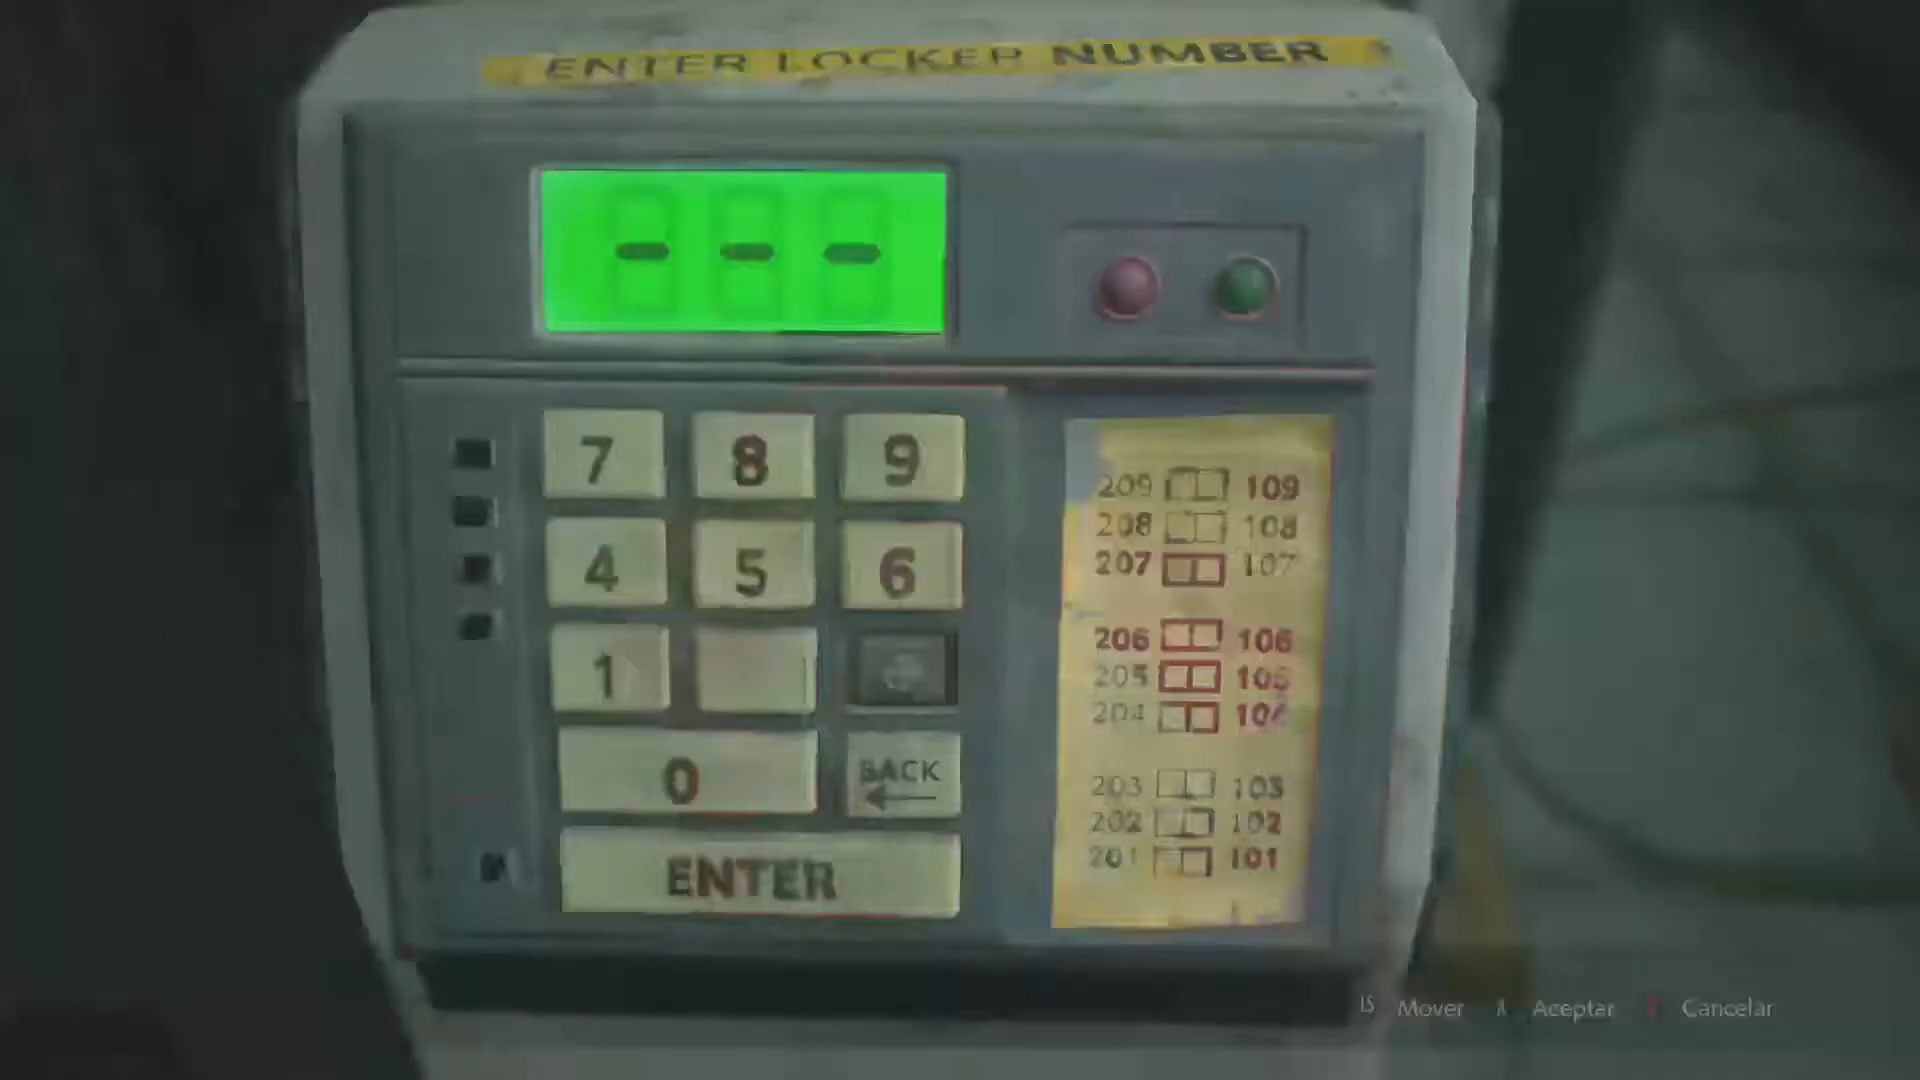 ENTER LOCKER NUMBER
7 8 9
4 5 6
1
0 BACK
ENTER
209 109
208 108
207 107
206 106
205 105
204 104
203 103
202 102
201 101
LS Mover A Aceptar Cancelar